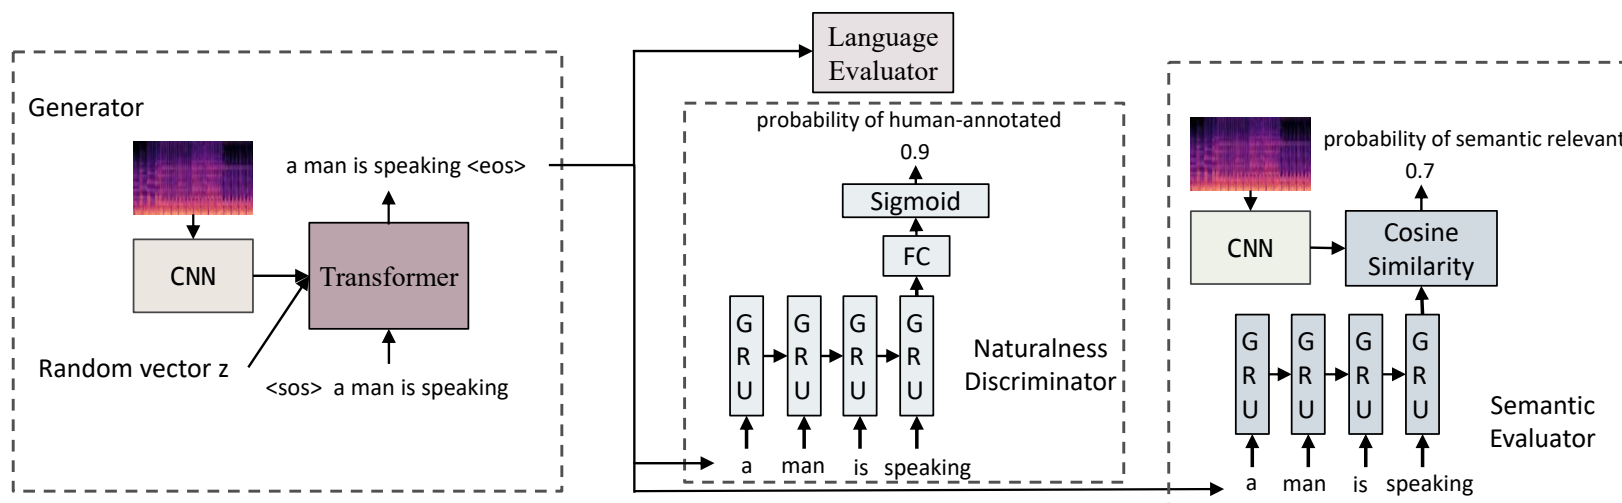 Generator
a man is speaking <eos>
CNN
Transformer
Random vector z
<sos> a man is speaking
Language
Evaluator
probability of human-annotated
0.9
Sigmoid
FC
G R U
G R U
G R U
G R U
a man is speaking
Naturalness
Discriminator
probability of semantic relevant
0.7
CNN
Cosine
Similarity
G R U
G R U
G R U
G R U
a man is speaking
Semantic
Evaluator